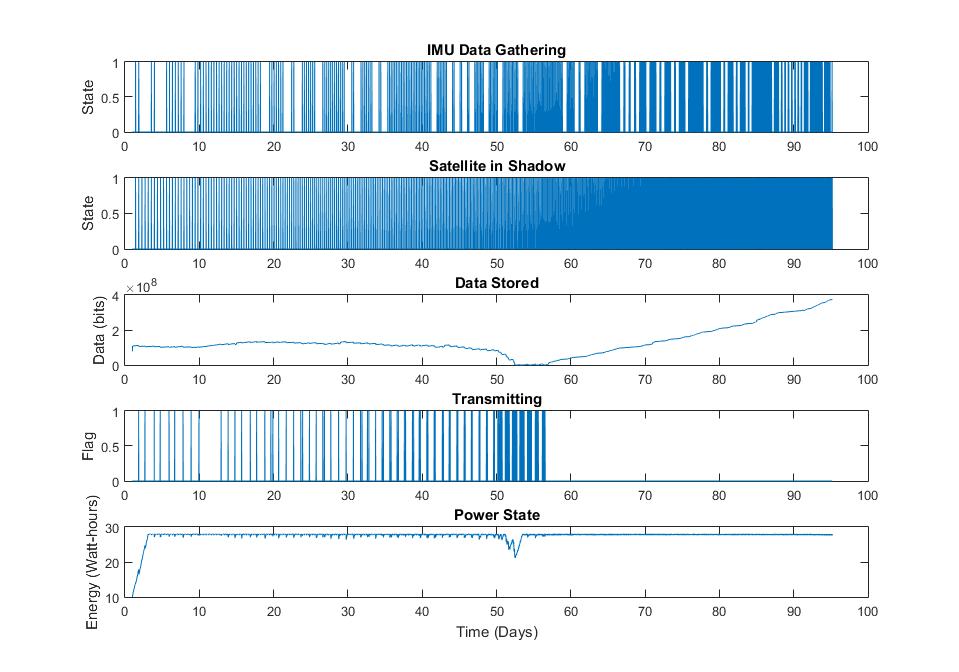 IMU Data Gathering
State
1
0.5
0
0 10 20 30 40 50 60 70 80 90 100
Satellite in Shadow
State
1
0.5
0
0 10 20 30 40 50 60 70 80 90 100
Data Stored
×10⁸
Data (bits)
4
2
0
0 10 20 30 40 50 60 70 80 90 100
Transmitting
Flag
1
0.5
0
0 10 20 30 40 50 60 70 80 90 100
Power State
Energy (Watt-hours)
30
20
10
0 10 20 30 40 50 60 70 80 90 100
Time (Days)